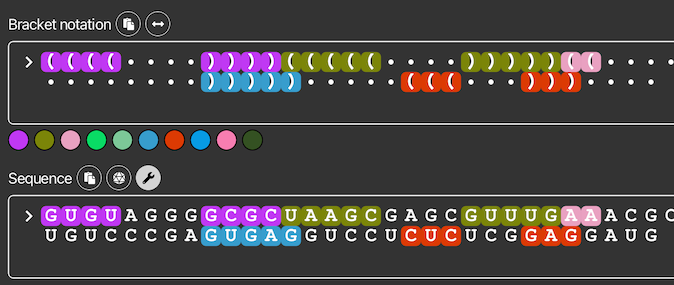 Bracket notation
((((....))))(((((....)))))((....
........))))).....(((...)))....
Sequence
GUGUAGGGGCGCUAAGCGAGCGUUUGAAACGC
UGUCCCGAGUGAGGUCCUCUCUCGGAGGAUG